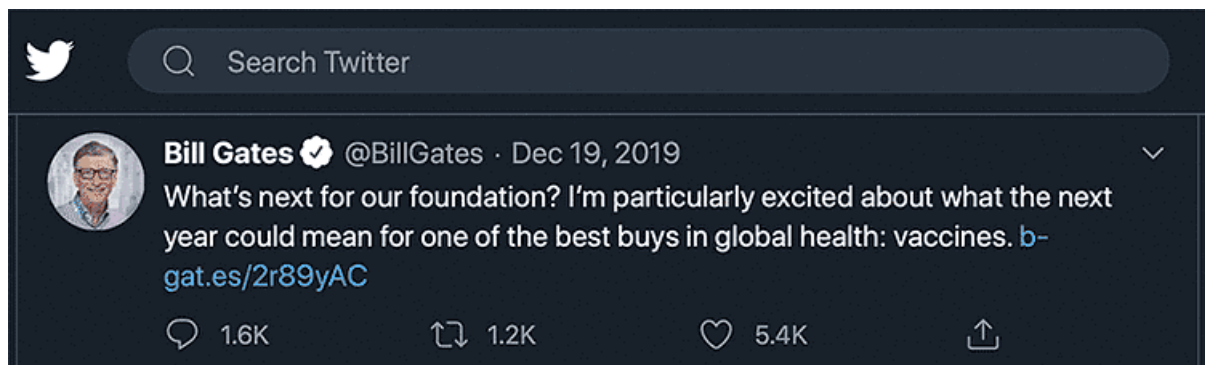 Search Twitter
Bill Gates @BillGates · Dec 19, 2019
What's next for our foundation? I'm particularly excited about what the next
year could mean for one of the best buys in global health: vaccines. b-
gat.es/2r89yAC
1.6K 1.2K 5.4K